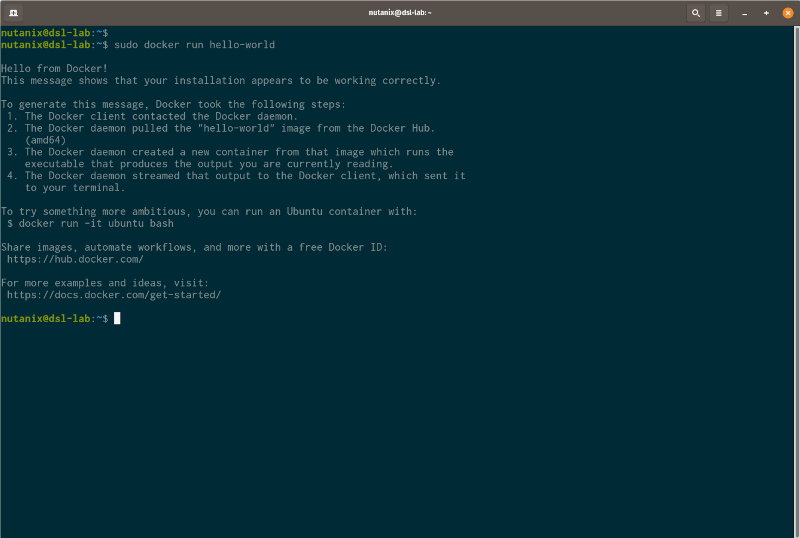 nutanix@dsl-lab: ~
nutanix@dsl-lab:~$
nutanix@dsl-lab:~$ sudo docker run hello-world
Hello from Docker!
This message shows that your installation appears to be working correctly.
To generate this message, Docker took the following steps:
1. The Docker client contacted the Docker daemon.
2. The Docker daemon pulled the "hello-world" image from the Docker Hub.
(amd64)
3. The Docker daemon created a new container from that image which runs the
executable that produces the output you are currently reading.
4. The Docker daemon streamed that output to the Docker client, which sent it
to your terminal.
To try something more ambitious, you can run an Ubuntu container with:
$ docker run -it ubuntu bash
Share images, automate workflows, and more with a free Docker ID:
https://hub.docker.com/
For more examples and ideas, visit:
https://docs.docker.com/get-started/
nutanix@dsl-lab:~$